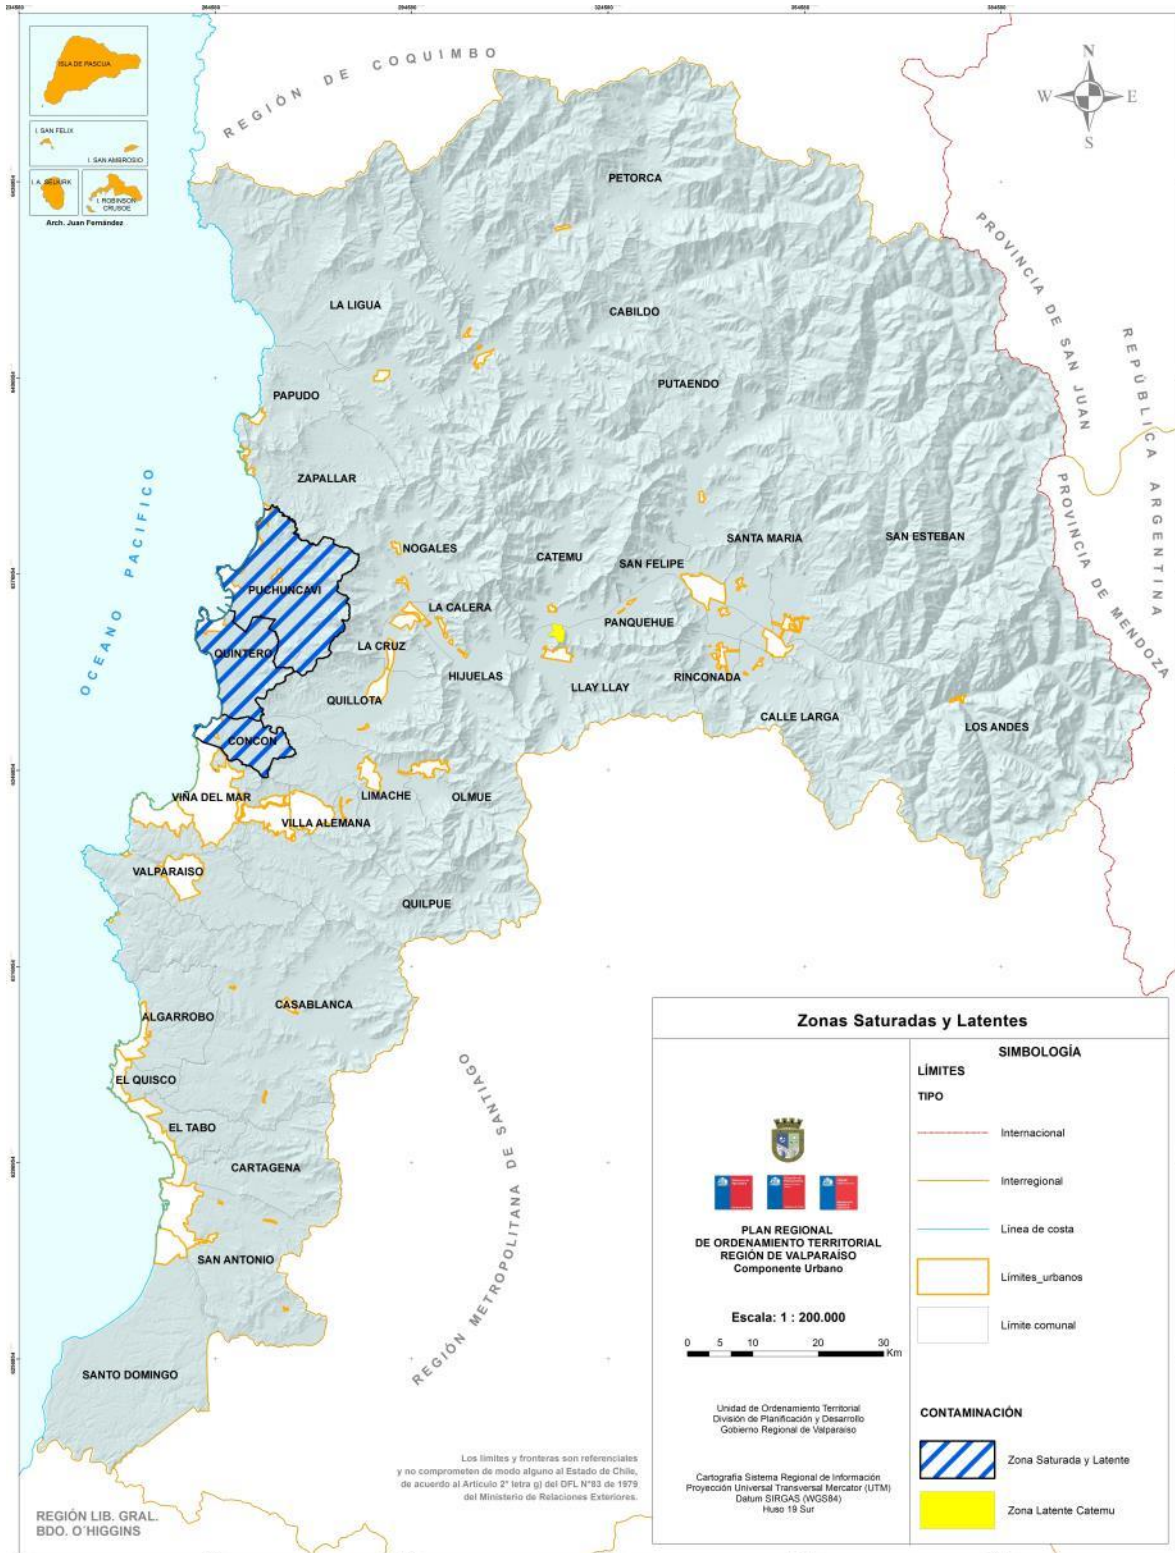 ISLA DE PASCUA
I. SAN FELIX
I. SAN AMBROSIO
I. A. SELKIRK
I. ROBINSON
CRUSOE
Arch. Juan Fernández
REGIÓN DE COQUIMBO
N
W
E
S
PROVINCIA DE SAN JUAN
REPÚBLICA ARGENTINA
PROVINCIA DE MENDOZA
OCEANO PACIFICO
PETORCA
LA LIGUA
CABILDO
PUTAENDO
PAPUDO
ZAPALLAR
SANTA MARIA
SAN ESTEBAN
NOGALES
CATEMU
SAN FELIPE
PUCHUNCAVI
LA CALERA
PANQUEHUE
LA CRUZ
QUINTERO
HIJUELAS
RINCONADA
LLAY LLAY
QUILLOTA
CALLE LARGA
LOS ANDES
CONCON
VIÑA DEL MAR
LIMACHE
OLMUE
VILLA ALEMANA
VALPARAISO
QUILPUE
CASABLANCA
ALGARROBO
EL QUISCO
EL TABO
CARTAGENA
SAN ANTONIO
SANTO DOMINGO
REGIÓN METROPOLITANA DE SANTIAGO
REGIÓN LIB. GRAL.
BDO. O´HIGGINS
Los límites y fronteras son referenciales
y no comprometen de modo alguno al Estado de Chile,
de acuerdo al Artículo 2° letra g) del DFL N°83 de 1979
del Ministerio de Relaciones Exteriores.
Zonas Saturadas y Latentes
PLAN REGIONAL
DE ORDENAMIENTO TERRITORIAL
REGIÓN DE VALPARAÍSO
Componente Urbano
Escala: 1 : 200.000
0 5 10 20 30
Km
Unidad de Ordenamiento Territorial
División de Planificación y Desarrollo
Gobierno Regional de Valparaíso
Cartografía Sistema Regional de Información
Proyección Universal Transversal Mercator (UTM)
Datum SIRGAS (WGS84)
Huso 19 Sur
SIMBOLOGÍA
LÍMITES
TIPO
Internacional
Interregional
Línea de costa
Límites_urbanos
Límite comunal
CONTAMINACIÓN
Zona Saturada y Latente
Zona Latente Catemu